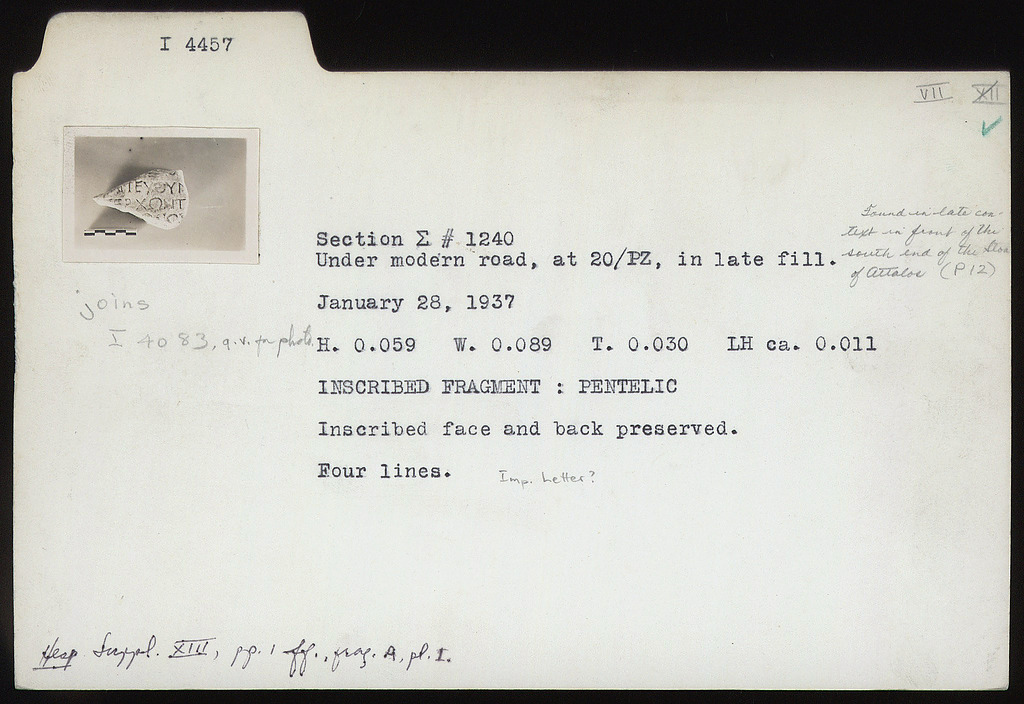 I 4457
VII XII
Section Σ # 1240
Under modern road, at 20/ΡΖ, in late fill.
Found in late con-
text in front of the
south end of the Stoa
of Attalos (P 12)
January 28, 1937
joins
I 4083, q.v. for photo.
H. 0.059 W. 0.089 T. 0.030 LH ca. 0.011
INSCRIBED FRAGMENT : PENTELIC
Inscribed face and back preserved.
Four lines. Imp. Letter?
Hesp Suppl. XIII, pp. 1 ff., frag. A, pl. 1.